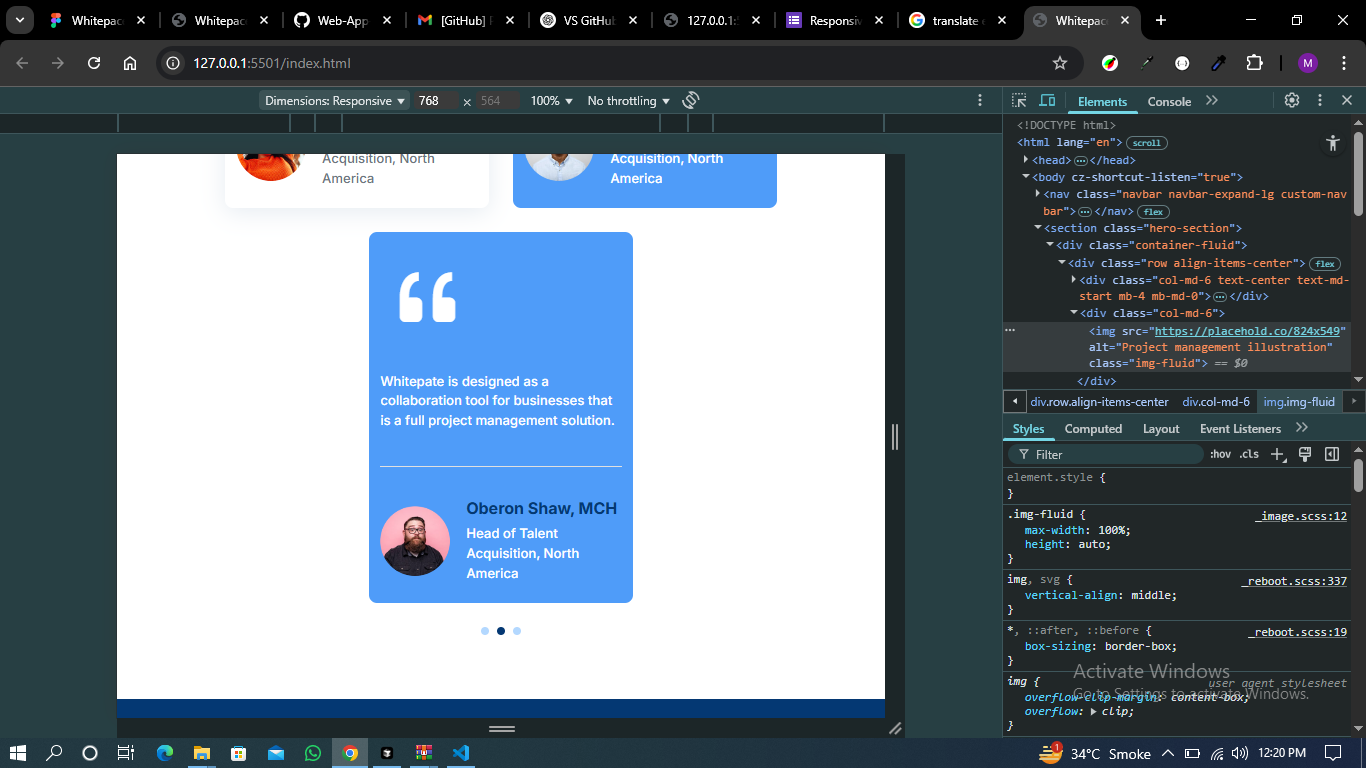 Whitepac
Whitepac
Web-App
[GitHub] P
VS GitHub
127.0.0.1:5
Responsiv
translate e
Whitepac
127.0.0.1:5501/index.html
M
Dimensions: Responsive
768
×
564
100%
No throttling
Elements
Console
Acquisition, North
America
Acquisition, North
America
Whitepate is designed as a
collaboration tool for businesses that
is a full project management solution.
Oberon Shaw, MCH
Head of Talent
Acquisition, North
America
<!DOCTYPE html>
<html lang="en"> scroll
<head> ⋯ </head>
<body cz-shortcut-listen="true">
<nav class="navbar navbar-expand-lg custom-nav
bar"> ⋯ </nav> flex
<section class="hero-section">
<div class="container-fluid">
<div class="row align-items-center"> flex
<div class="col-md-6 text-center text-md-
start mb-4 mb-md-0"> ⋯ </div>
<div class="col-md-6">
<img src="https://placehold.co/824x549"
alt="Project management illustration"
class="img-fluid"> == $0
</div>
div.row.align-items-center div.col-md-6 img.img-fluid
Styles Computed Layout Event Listeners
Filter :hov .cls
element.style {
}
.img-fluid { _image.scss:12
max-width: 100%;
height: auto;
}
img, svg { _reboot.scss:337
vertical-align: middle;
}
*, ::after, ::before { _reboot.scss:19
box-sizing: border-box;
}
img { user agent stylesheet
overflow-clip-margin: content-box;
overflow: clip;
}
Activate Windows
Go to Settings to activate Windows.
1
34°C Smoke
12:20 PM